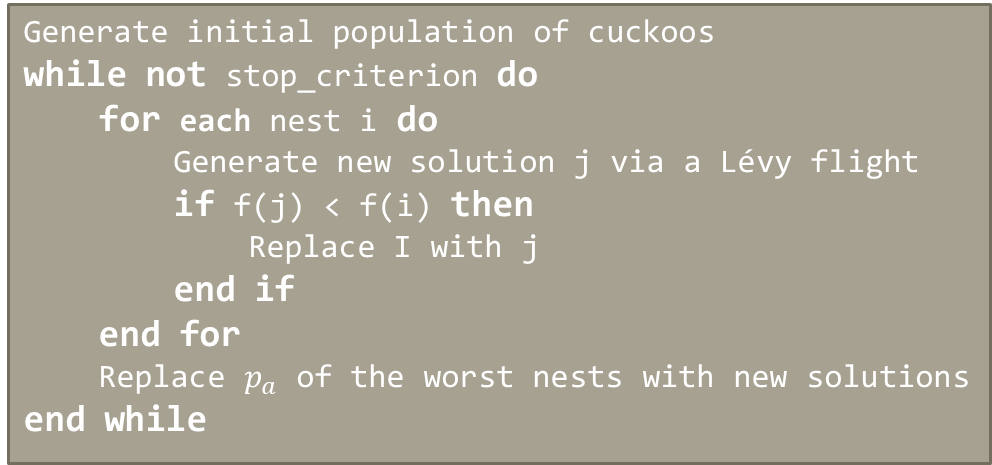 Generate initial population of cuckoos
while not stop_criterion do
for each nest i do
Generate new solution j via a Lévy flight
if f(j) < f(i) then
Replace I with j
end if
end for
Replace 𝑝𝑎 of the worst nests with new solutions
end while